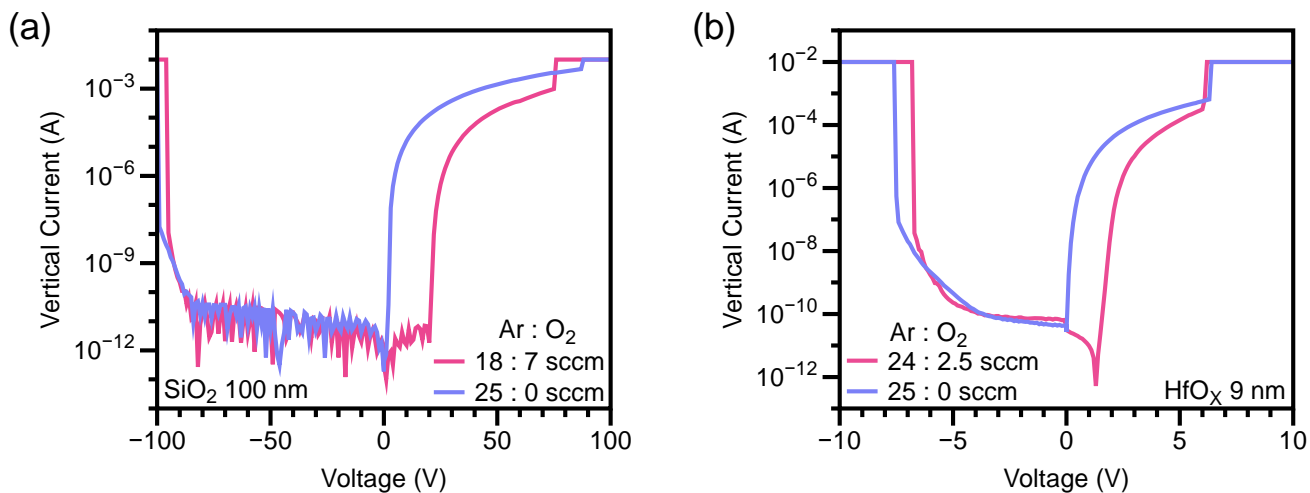 (a)
Vertical Current (A)
10⁻³
10⁻⁶
10⁻⁹
10⁻¹²
Ar : O₂
18 : 7 sccm
25 : 0 sccm
SiO₂ 100 nm
−100
−50
0
50
100
Voltage (V)
(b)
Vertical Current (A)
10⁻²
10⁻⁴
10⁻⁶
10⁻⁸
10⁻¹⁰
10⁻¹²
Ar : O₂
24 : 2.5 sccm
25 : 0 sccm
HfOₓ 9 nm
−10
−5
0
5
10
Voltage (V)